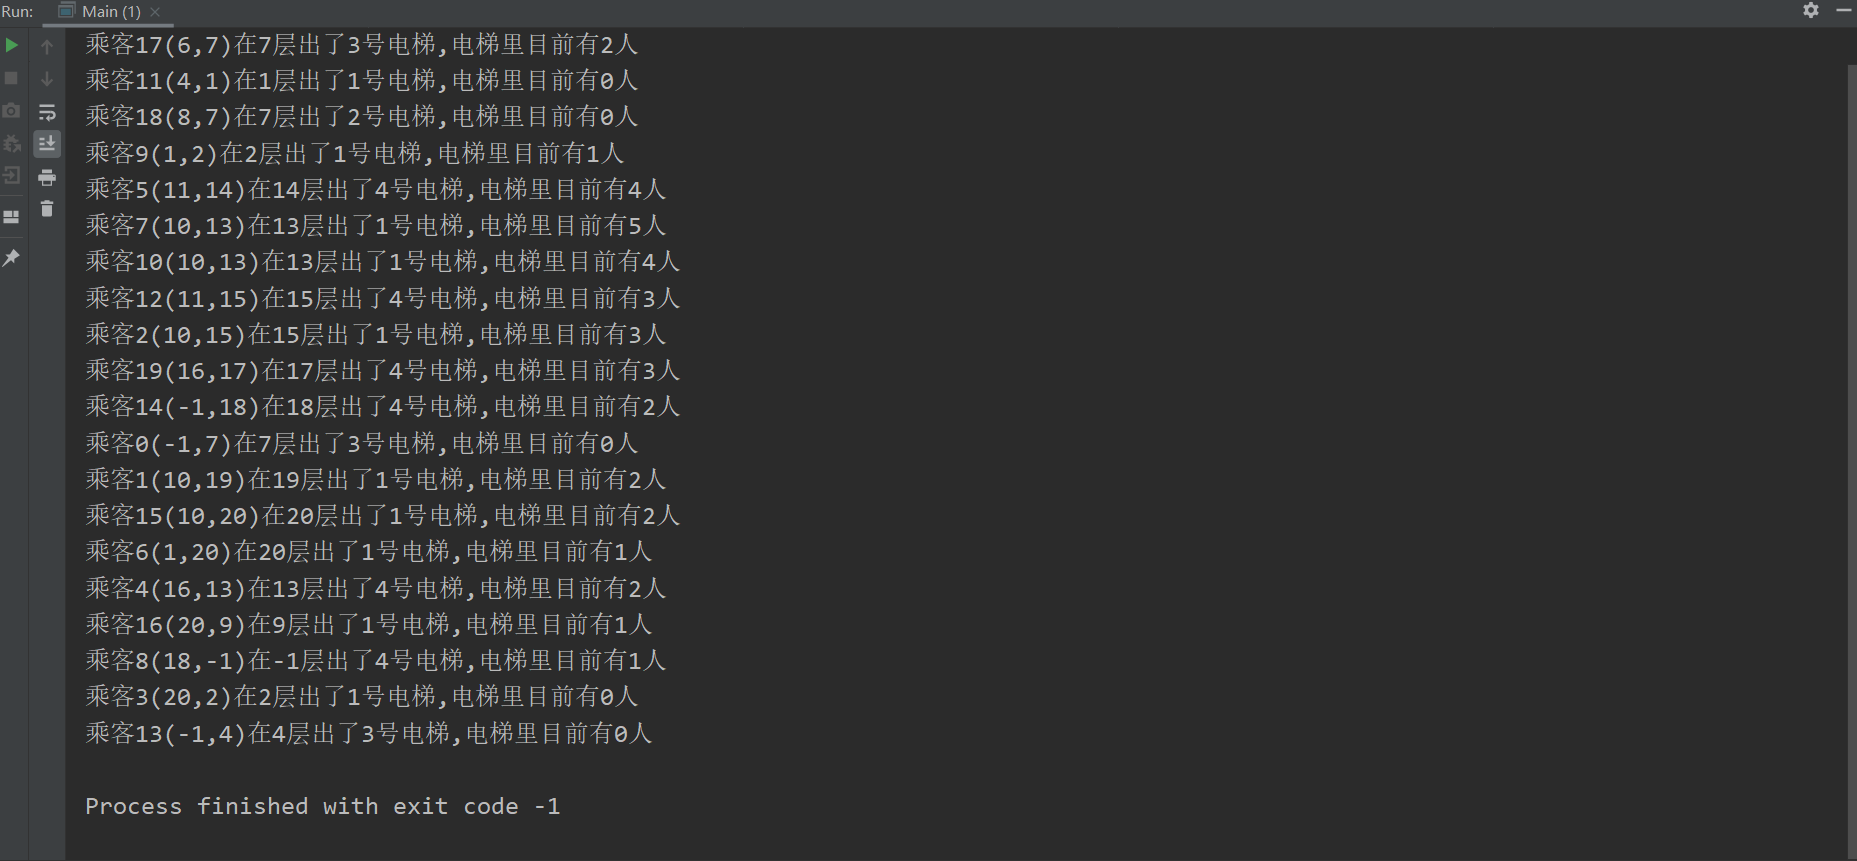 Run: Main (1)
乘客17(6,7)在7层出了3号电梯,电梯里目前有2人
乘客11(4,1)在1层出了1号电梯,电梯里目前有0人
乘客18(8,7)在7层出了2号电梯,电梯里目前有0人
乘客9(1,2)在2层出了1号电梯,电梯里目前有1人
乘客5(11,14)在14层出了4号电梯,电梯里目前有4人
乘客7(10,13)在13层出了1号电梯,电梯里目前有5人
乘客10(10,13)在13层出了1号电梯,电梯里目前有4人
乘客12(11,15)在15层出了4号电梯,电梯里目前有3人
乘客2(10,15)在15层出了1号电梯,电梯里目前有3人
乘客19(16,17)在17层出了4号电梯,电梯里目前有3人
乘客14(-1,18)在18层出了4号电梯,电梯里目前有2人
乘客0(-1,7)在7层出了3号电梯,电梯里目前有0人
乘客1(10,19)在19层出了1号电梯,电梯里目前有2人
乘客15(10,20)在20层出了1号电梯,电梯里目前有2人
乘客6(1,20)在20层出了1号电梯,电梯里目前有1人
乘客4(16,13)在13层出了4号电梯,电梯里目前有2人
乘客16(20,9)在9层出了1号电梯,电梯里目前有1人
乘客8(18,-1)在-1层出了4号电梯,电梯里目前有1人
乘客3(20,2)在2层出了1号电梯,电梯里目前有0人
乘客13(-1,4)在4层出了3号电梯,电梯里目前有0人
Process finished with exit code -1